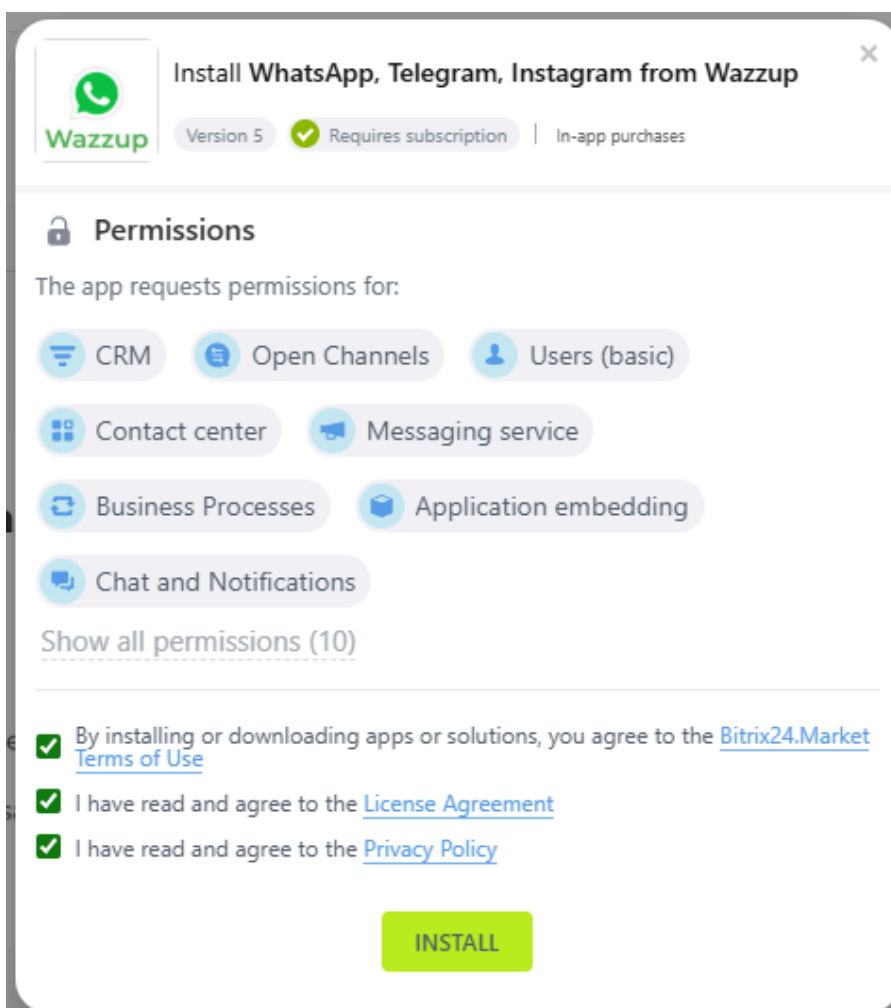 Install WhatsApp, Telegram, Instagram from Wazzup
Wazzup
Version 5
Requires subscription
In-app purchases
Permissions
The app requests permissions for:
CRM
Open Channels
Users (basic)
Contact center
Messaging service
Business Processes
Application embedding
Chat and Notifications
Show all permissions (10)
By installing or downloading apps or solutions, you agree to the Bitrix24.Market
Terms of Use
I have read and agree to the License Agreement
I have read and agree to the Privacy Policy
INSTALL